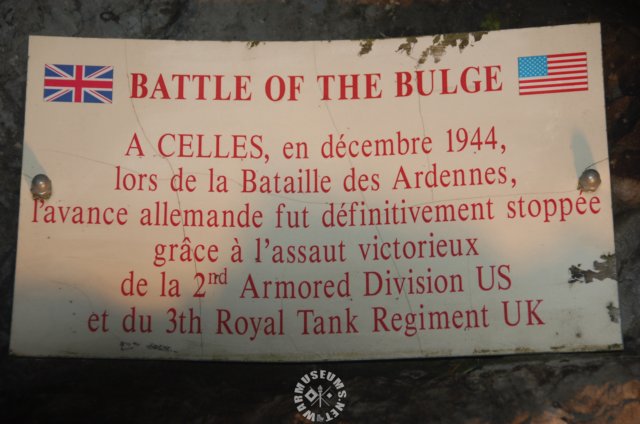 BATTLE OF THE BULGE
A CELLES, en décembre 1944,
lors de la Bataille des Ardennes,
l'avance allemande fut définitivement stoppée
grâce à l'assaut victorieux
de la 2nd Armored Division US
et du 3th Royal Tank Regiment UK
WARMUSEUMS.NET